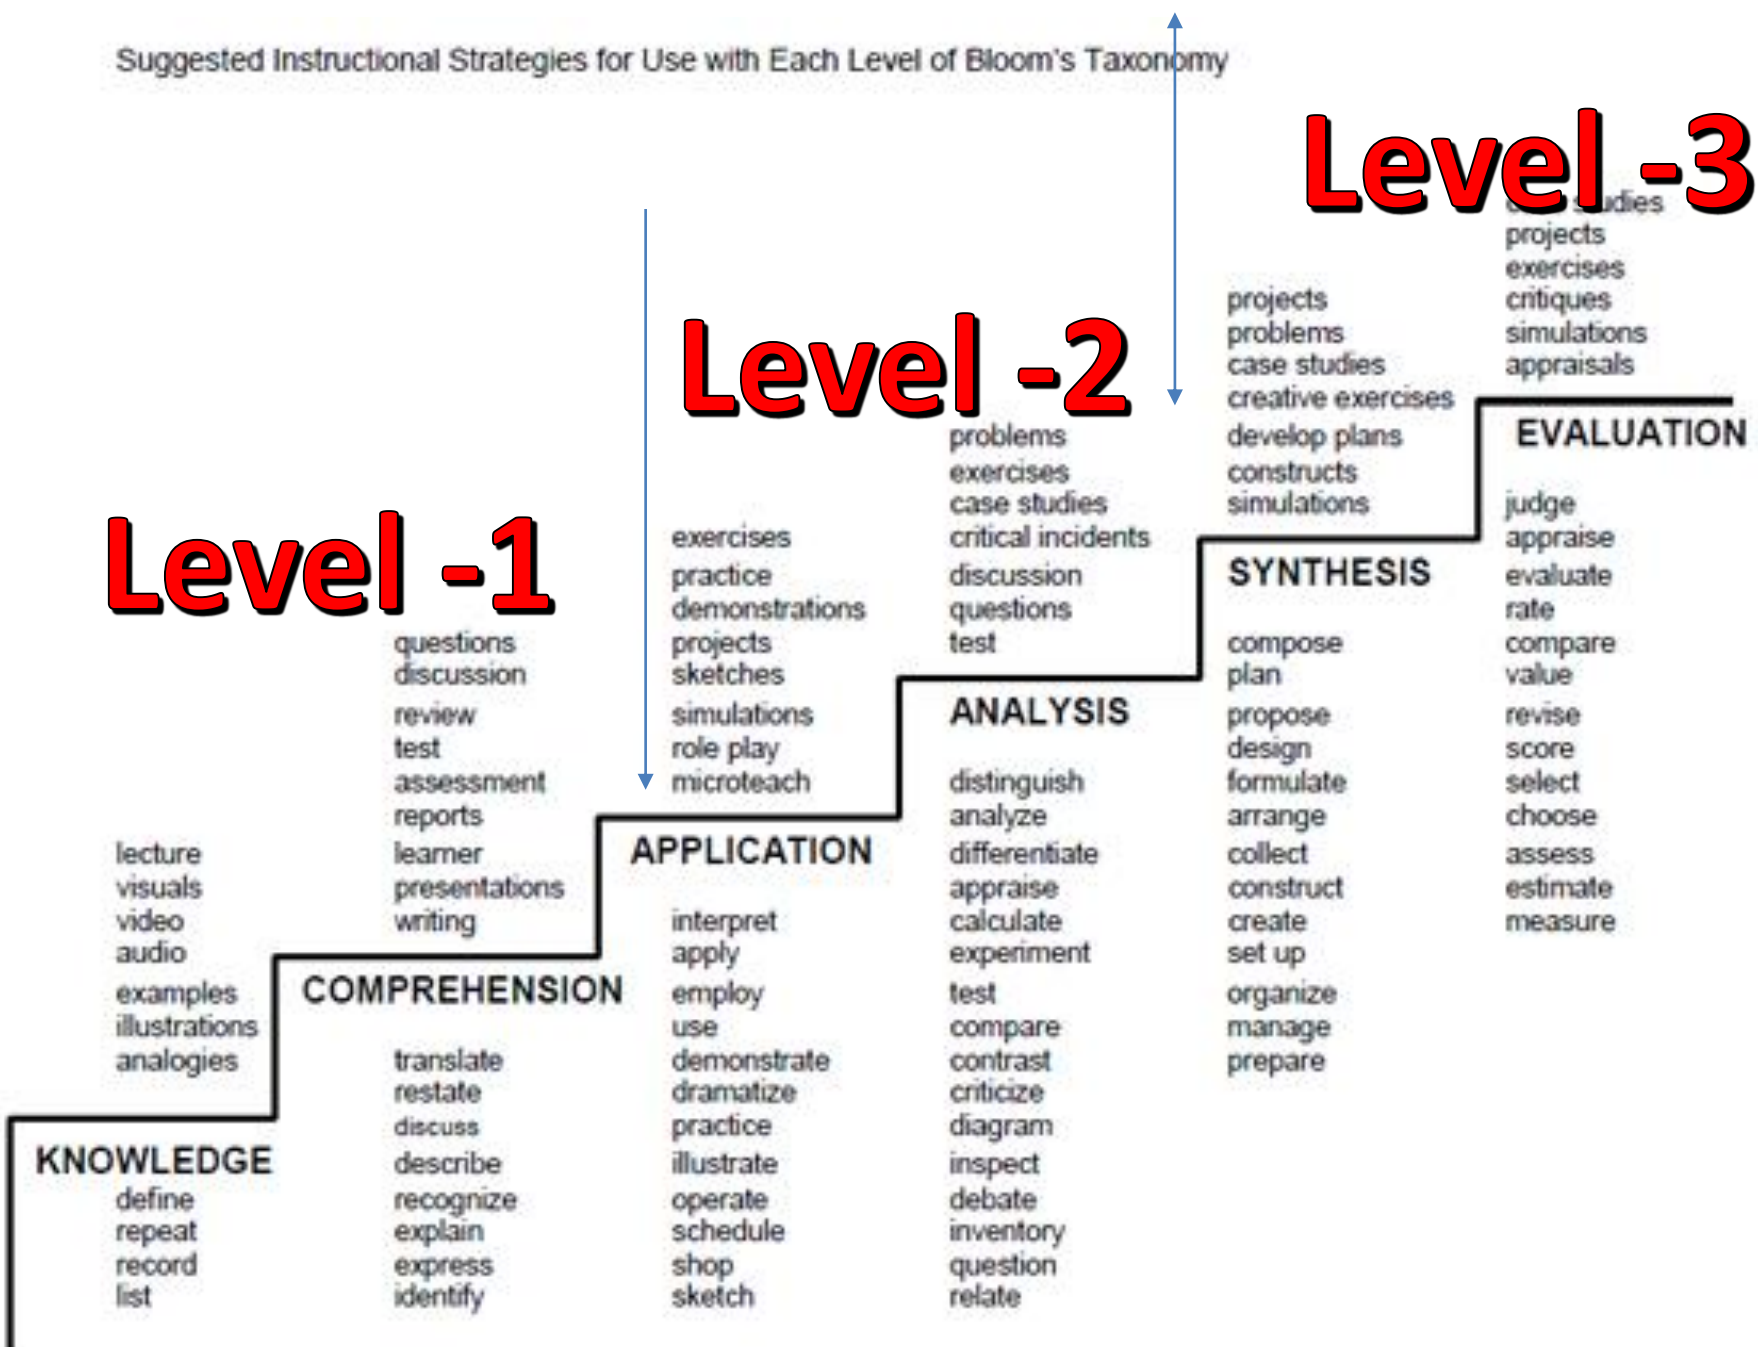 Suggested Instructional Strategies for Use with Each Level of Bloom's Taxonomy
Level -1
Level -2
Level -3
lecture
visuals
video
audio
examples
illustrations
analogies
KNOWLEDGE
define
repeat
record
list
questions
discussion
review
test
assessment
reports
learner
presentations
writing
COMPREHENSION
translate
restate
discuss
describe
recognize
explain
express
identify
exercises
practice
demonstrations
projects
sketches
simulations
role play
microteach
APPLICATION
interpret
apply
employ
use
demonstrate
dramatize
practice
illustrate
operate
schedule
shop
sketch
problems
exercises
case studies
critical incidents
discussion
questions
test
ANALYSIS
distinguish
analyze
differentiate
appraise
calculate
experiment
test
compare
contrast
criticize
diagram
inspect
debate
inventory
question
relate
projects
problems
case studies
creative exercises
develop plans
constructs
simulations
SYNTHESIS
compose
plan
propose
design
formulate
arrange
collect
construct
create
set up
organize
manage
prepare
studies
projects
exercises
critiques
simulations
appraisals
EVALUATION
judge
appraise
evaluate
rate
compare
value
revise
score
select
choose
assess
estimate
measure